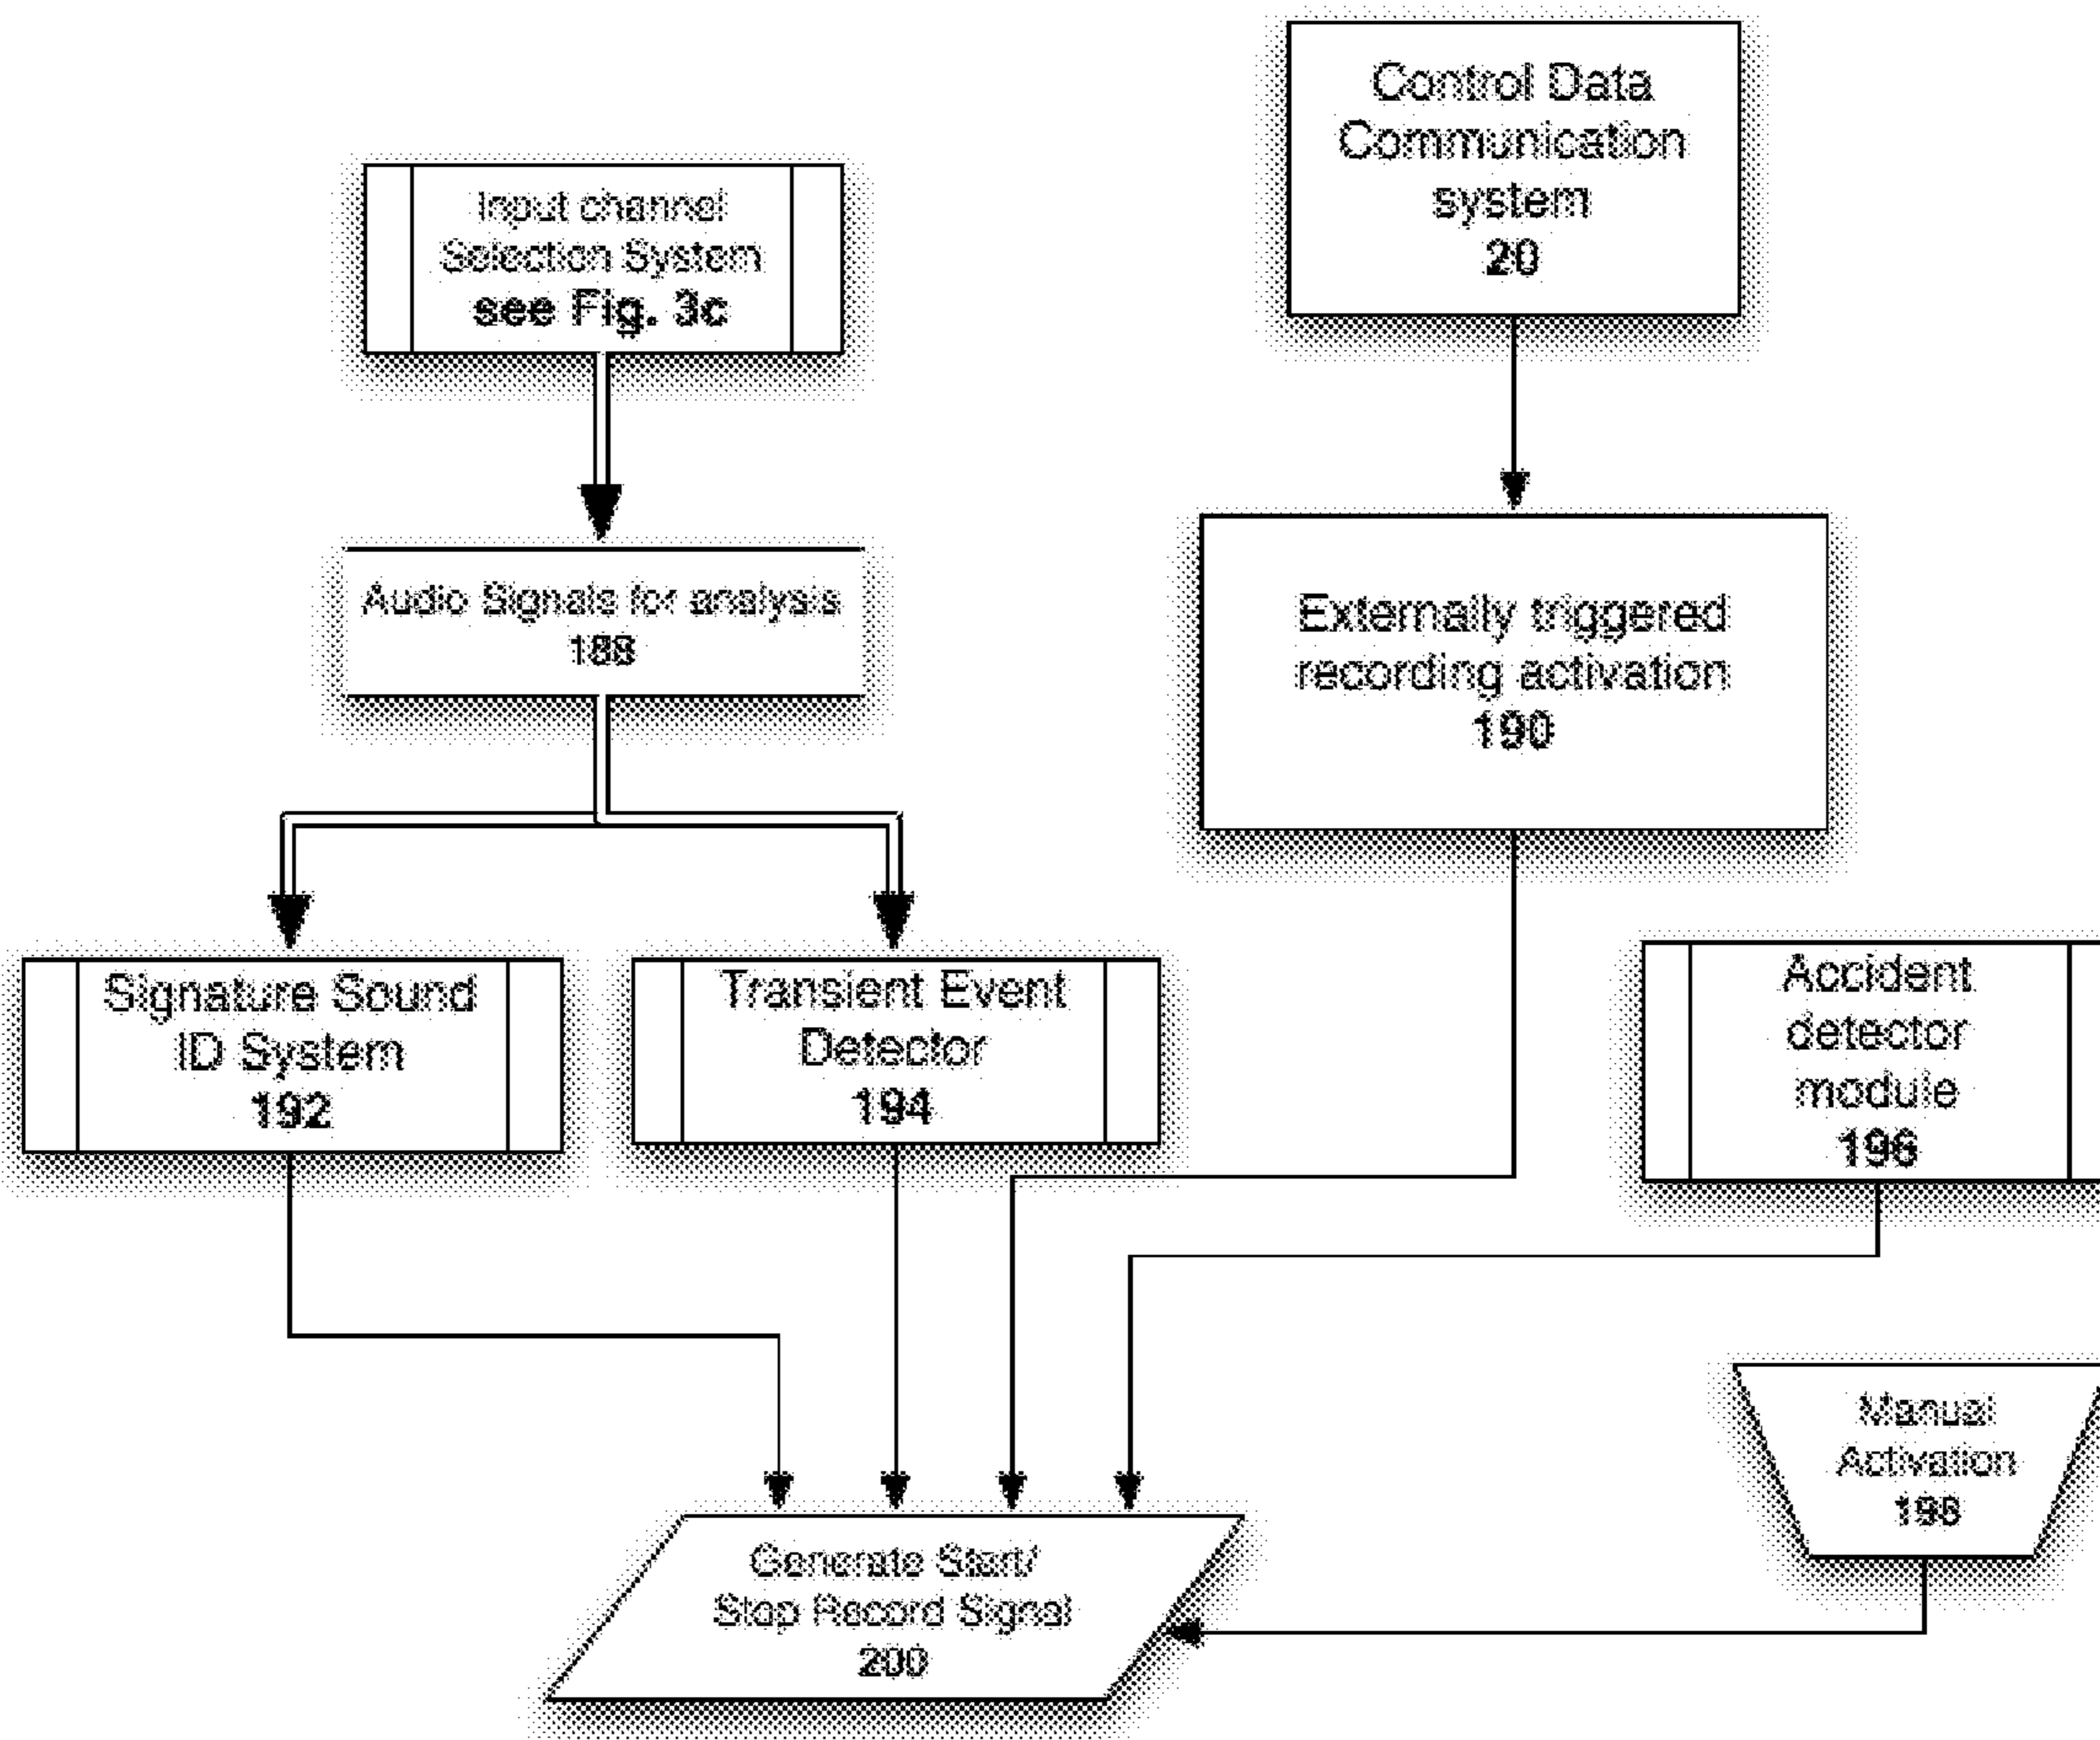 Control Data
Communication
system
20
Input channel
Selection System
see Fig. 3c
Audio Signals for analysis
188
Externally triggered
recording activation
190
Signature Sound
ID System
192
Transient Event
Detector
194
Accident
detector
module
196
Manual
Activation
198
Generate Start/
Stop Record Signal
200